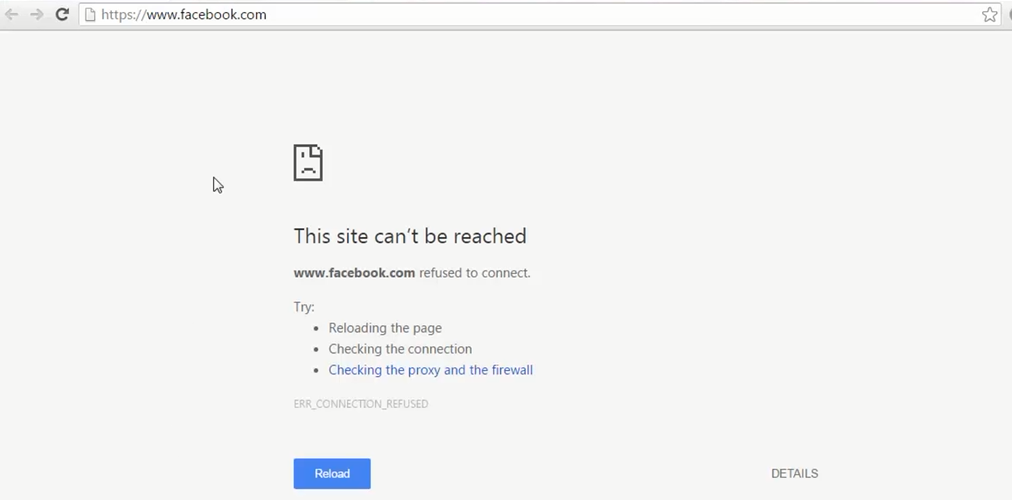 https://www.facebook.com
This site can't be reached
www.facebook.com refused to connect.
Try:
• Reloading the page
• Checking the connection
• Checking the proxy and the firewall
ERR_CONNECTION_REFUSED
Reload
DETAILS